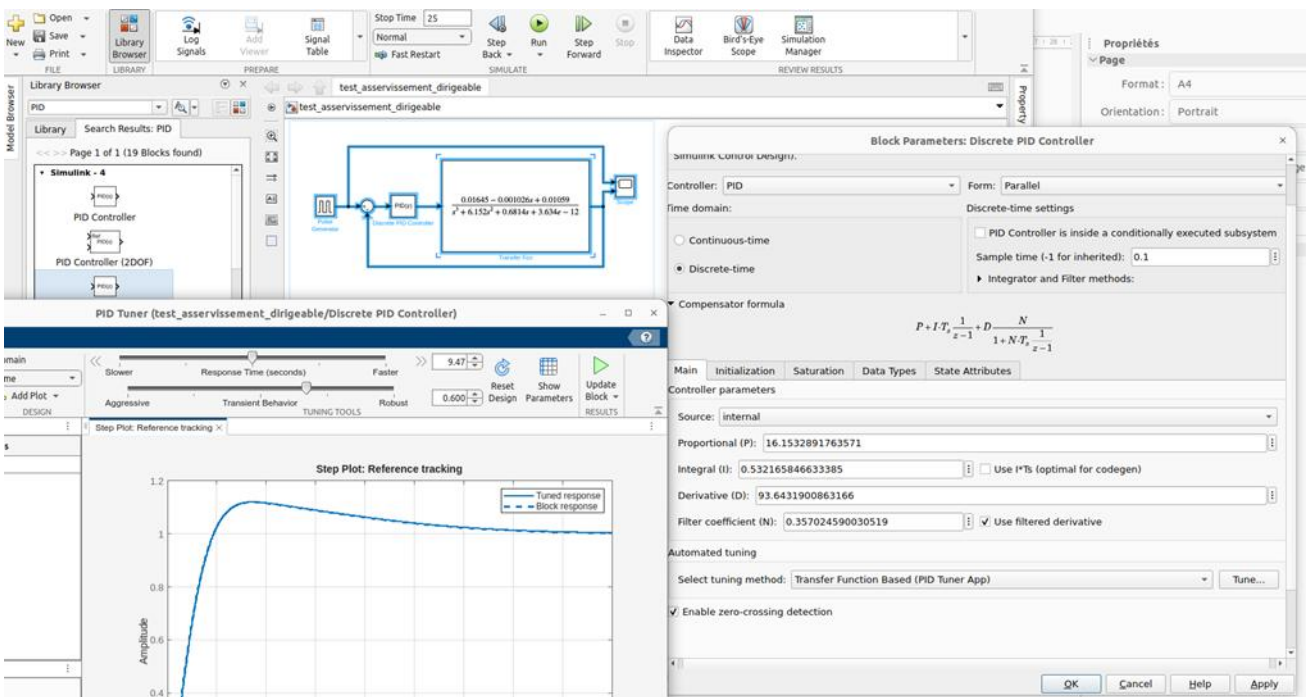 Open
Save
Print
New
FILE
Library
Browser
LIBRARY
Log
Signals
Add
Viewer
Signal
Table
PREPARE
Stop Time 25
Normal
Fast Restart
Step
Back
Run
Step
Forward
Stop
SIMULATE
Data
Inspector
Bird's-Eye
Scope
Simulation
Manager
REVIEW RESULTS
Propriétés
Page
Format: A4
Orientation: Portrait
Model Browser
Library Browser
PID
Library Search Results: PID
<< >> Page 1 of 1 (19 Blocks found)
Simulink - 4
PID(s)
PID Controller
Ref
PID(s)
PID Controller (2DOF)
PID(z)
test_asservissement_dirigeable
test_asservissement_dirigeable
Property
Pulse
Generator
PID(z)
Discrete PID Controller
0.01645 − 0.001026s + 0.01059
s³ + 6.152s² + 0.6814s + 3.634e − 12
Transfer Fcn
Scope
Block Parameters: Discrete PID Controller
Simulink Control Design).
Controller: PID
Form: Parallel
Time domain:
Continuous-time
Discrete-time
Discrete-time settings
PID Controller is inside a conditionally executed subsystem
Sample time (-1 for inherited): 0.1
Integrator and Filter methods:
Compensator formula
P + I·Tₛ 1/(z−1) + D N/(1 + N·Tₛ 1/(z−1))
Main Initialization Saturation Data Types State Attributes
Controller parameters
Source: internal
Proportional (P): 16.1532891763571
Integral (I): 0.532165846633385
Use I*Ts (optimal for codegen)
Derivative (D): 93.6431900863166
Filter coefficient (N): 0.357024590030519
Use filtered derivative
Automated tuning
Select tuning method: Transfer Function Based (PID Tuner App)
Tune...
Enable zero-crossing detection
OK Cancel Help Apply
PID Tuner (test_asservissement_dirigeable/Discrete PID Controller)
Add Plot
DESIGN
Slower Response Time (seconds) Faster
9.47
Aggressive Transient Behavior Robust
0.600
TUNING TOOLS
Reset
Design
Show
Parameters
Update
Block
RESULTS
Step Plot: Reference tracking
Step Plot: Reference tracking
Tuned response
Block response
1.2
1
0.8
0.6
0.4
Amplitude